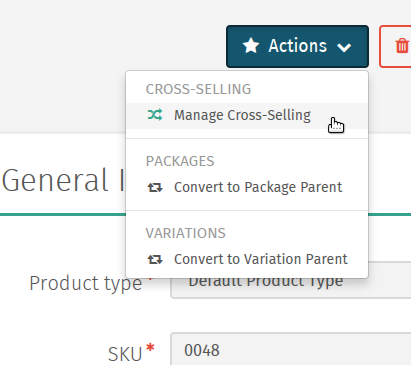 Actions
CROSS-SELLING
Manage Cross-Selling
General I
PACKAGES
Convert to Package Parent
VARIATIONS
Convert to Variation Parent
Product type *
Default Product Type
SKU *
0048